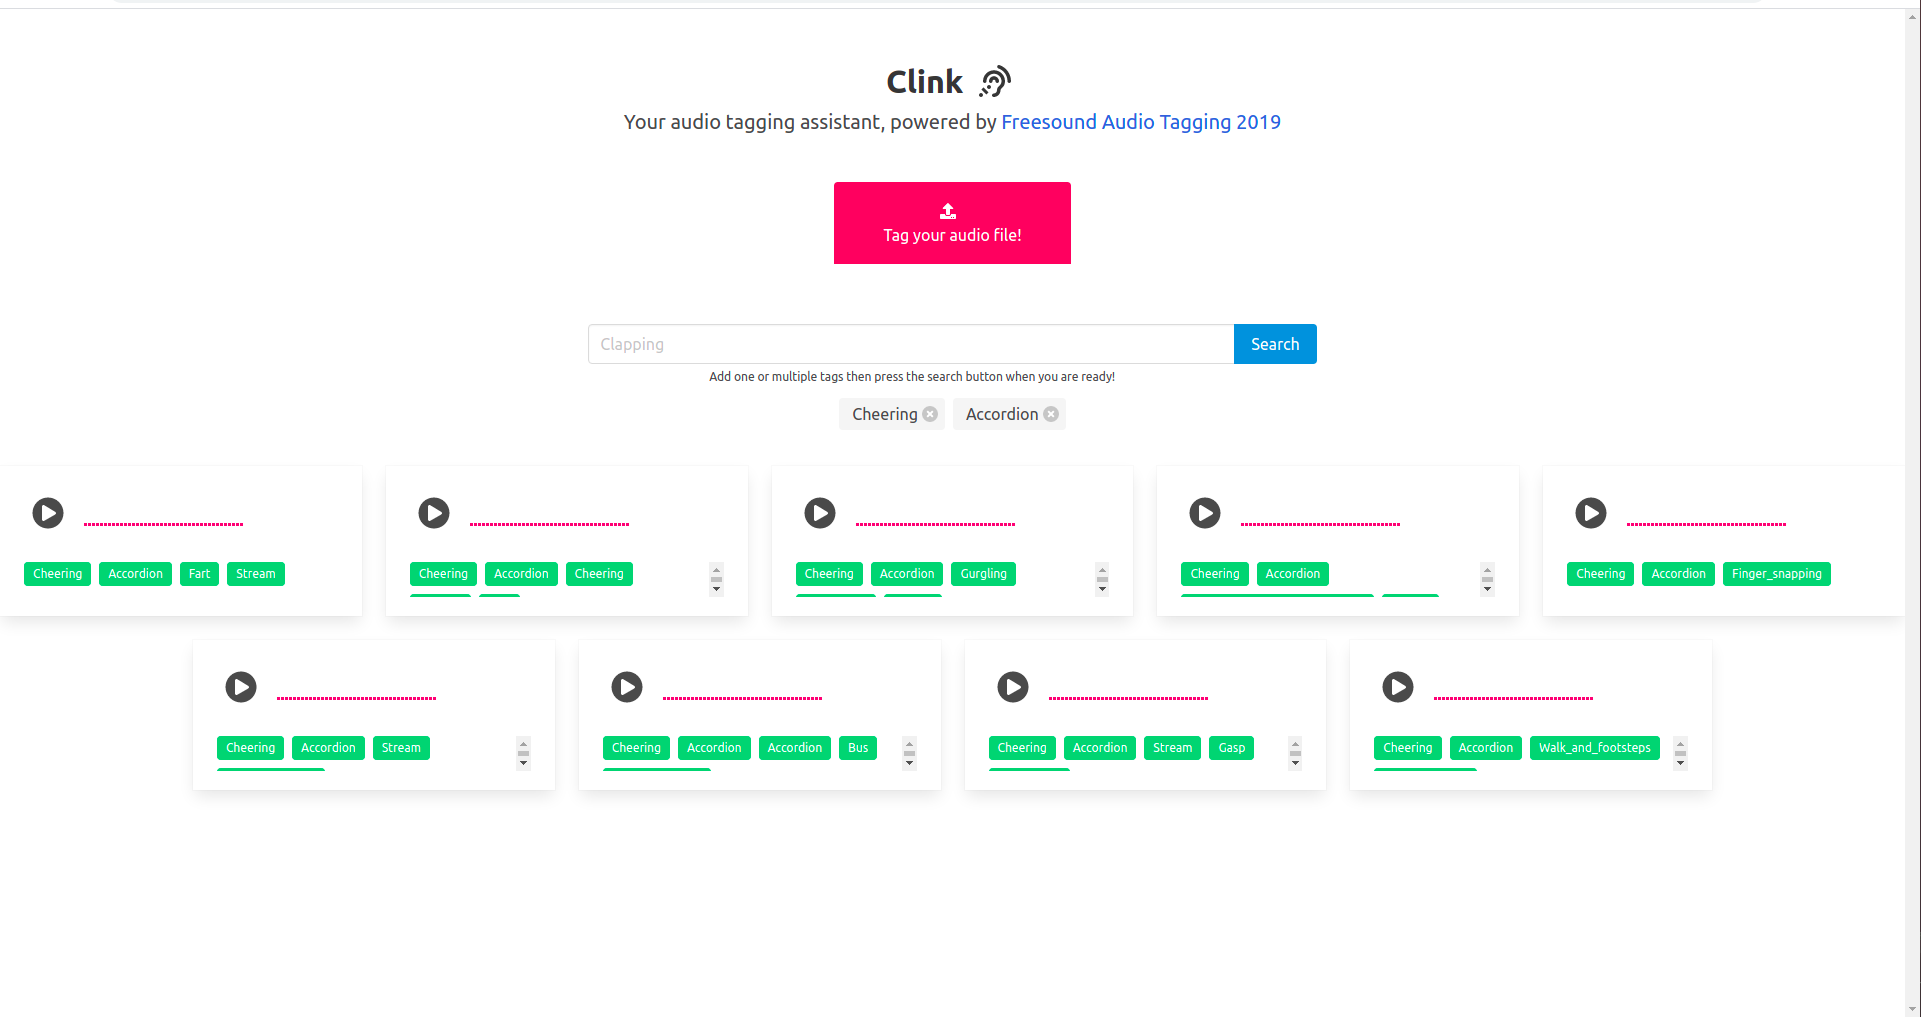 Clink
Your audio tagging assistant, powered by Freesound Audio Tagging 2019
Tag your audio file!
Clapping
Search
Add one or multiple tags then press the search button when you are ready!
Cheering
Accordion
Cheering Accordion Fart Stream
Cheering Accordion Cheering
Cheering Accordion Gurgling
Cheering Accordion
Cheering Accordion Finger_snapping
Cheering Accordion Stream
Cheering Accordion Accordion Bus
Cheering Accordion Stream Gasp
Cheering Accordion Walk_and_footsteps